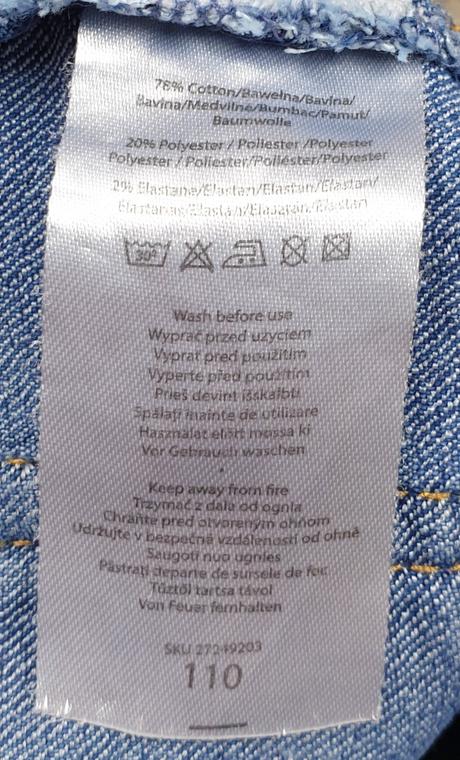 78% Cotton/Bawełna/Bavlna/
Bavlna/Medvilnė/Bumbac/Pamut/
Baumwolle
20% Polyester / Poliester /Polyester
Polyester / Poliester/Poliészter/Polyester
2% Elastane/Elastan/Elastan/Elastan/
Elastanas/Elastan/Elasztán/Elastan
30°
Wash before use
Wyprać przed użyciem
Vyprat pred použitím
Vyperte před použitím
Prieš devint išskalbti
Spălați înainte de utilizare
Használat előtt mossa ki
Vor Gebrauch waschen
Keep away from fire
Trzymać z dala od ognia
Chraňte pred otvoreným ohňom
Udržujte v bezpečné vzdálenosti od ohně
Saugoti nuo ugnies
Păstrați departe de sursele de foc
Tűztől tartsa távol
Von Feuer fernhalten
SKU 27249203
110